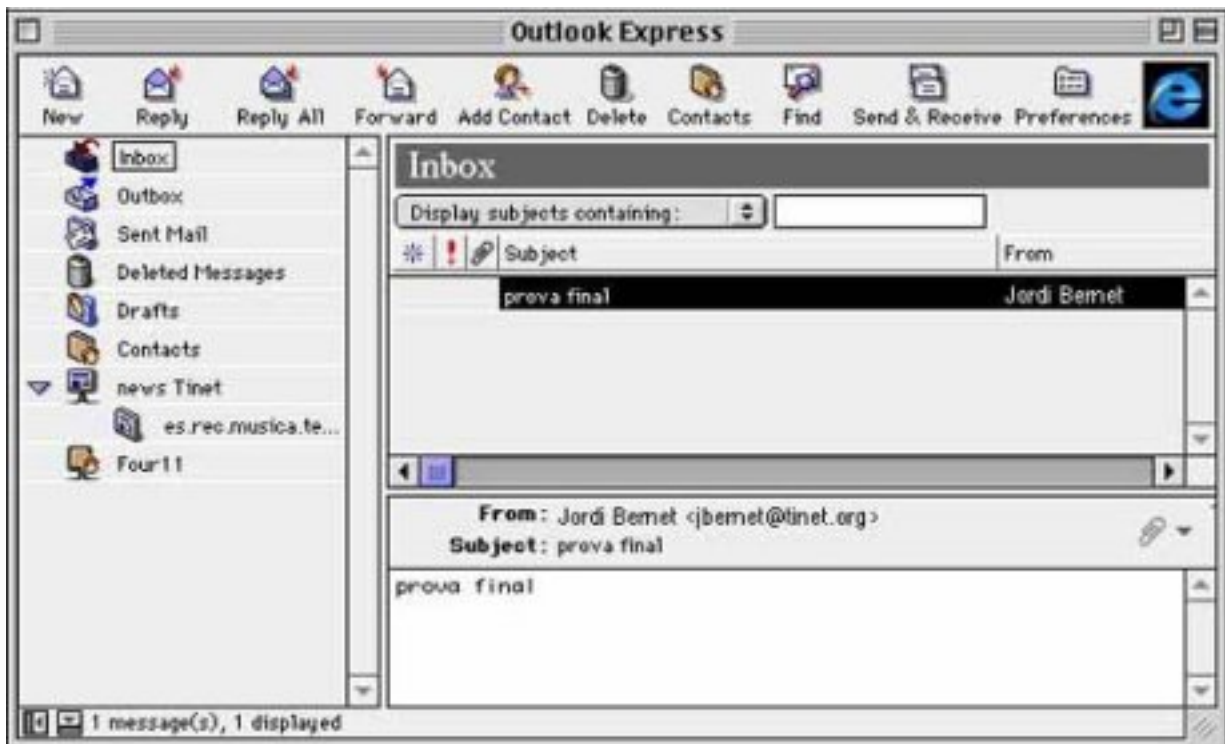 Outlook Express
New Reply Reply All Forward Add Contact Delete Contacts Find Send & Receive Preferences
Inbox
Outbox
Sent Mail
Deleted Messages
Drafts
Contacts
news Tinet
es.rec.musica.te...
Four11
Inbox
Display subjects containing:
Subject From
prova final Jordi Bernet
From: Jordi Bernet <jbernet@tinet.org>
Subject: prova final
prova final
1 message(s), 1 displayed